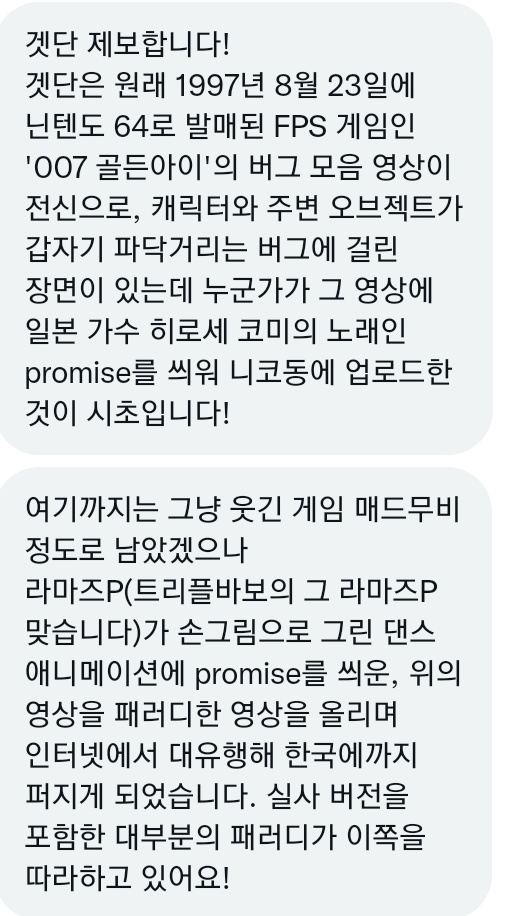 겟단 제보합니다!
겟단은 원래 1997년 8월 23일에
닌텐도 64로 발매된 FPS 게임인
'007 골든아이'의 버그 모음 영상이
전신으로, 캐릭터와 주변 오브젝트가
갑자기 파닥거리는 버그에 걸린
장면이 있는데 누군가가 그 영상에
일본 가수 히로세 코미의 노래인
promise를 씌워 니코동에 업로드한
것이 시초입니다!
여기까지는 그냥 웃긴 게임 매드무비
정도로 남았겠으나
라마즈P(트리플바보의 그 라마즈P
맞습니다)가 손그림으로 그린 댄스
애니메이션에 promise를 씌운, 위의
영상을 패러디한 영상을 올리며
인터넷에서 대유행해 한국에까지
퍼지게 되었습니다. 실사 버전을
포함한 대부분의 패러디가 이쪽을
따라하고 있어요!